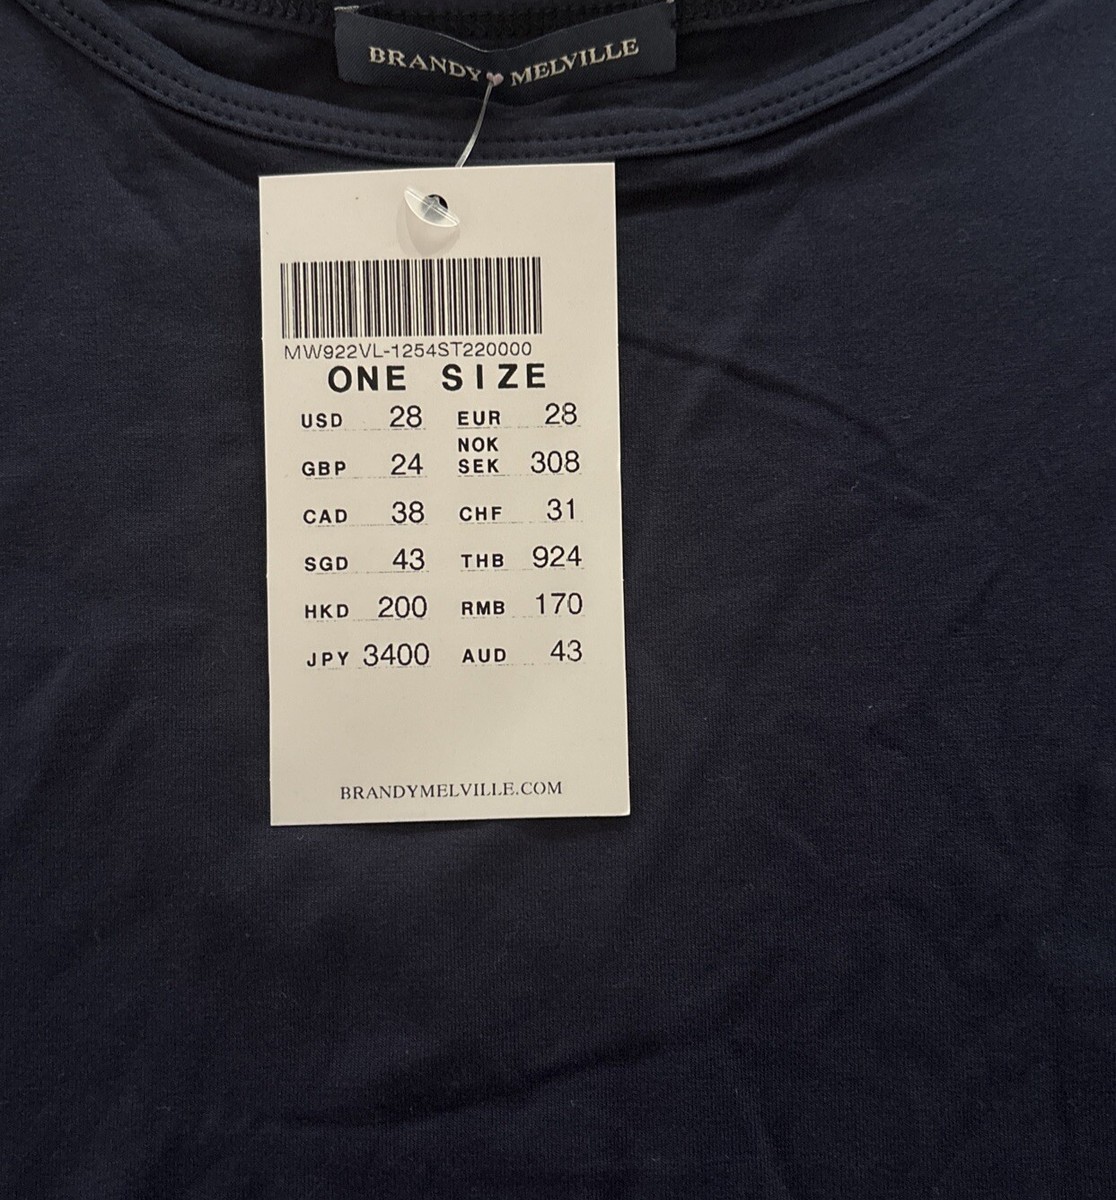 BRANDY MELVILLE
MW922VL-1254ST220000
ONE SIZE
USD 28 EUR 28
NOK
GBP 24 SEK 308
CAD 38 CHF 31
SGD 43 THB 924
HKD 200 RMB 170
JPY 3400 AUD 43
BRANDYMELVILLE.COM